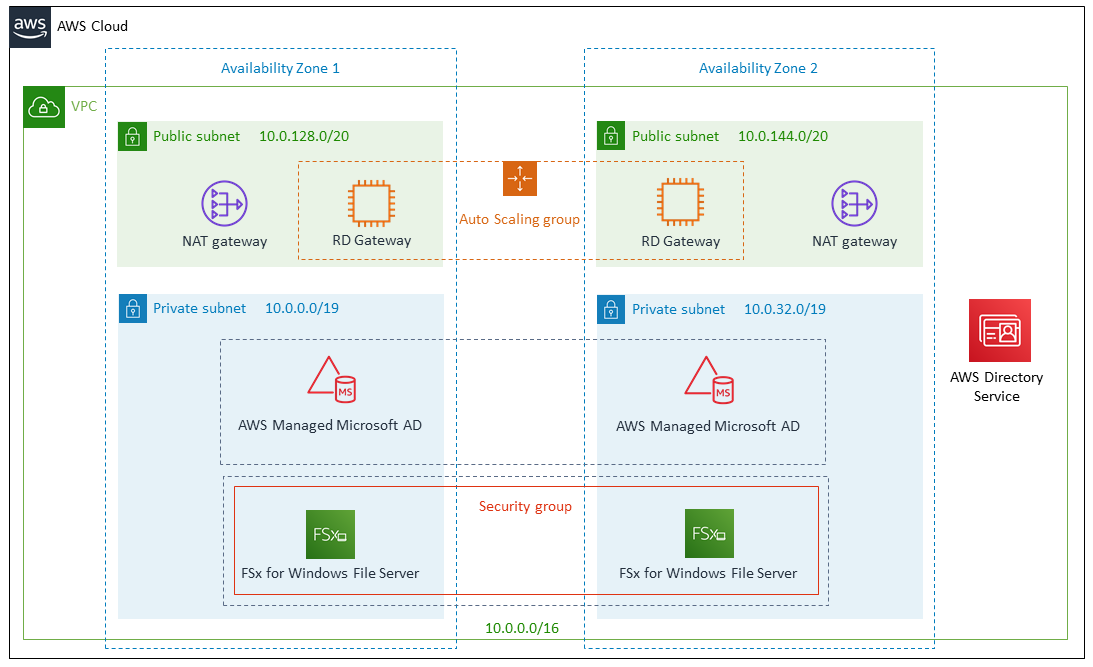 aws
AWS Cloud
Availability Zone 1
Availability Zone 2
VPC
Public subnet 10.0.128.0/20
Public subnet 10.0.144.0/20
NAT gateway
RD Gateway
Auto Scaling group
RD Gateway
NAT gateway
Private subnet 10.0.0.0/19
Private subnet 10.0.32.0/19
MS
AWS Managed Microsoft AD
MS
AWS Managed Microsoft AD
AWS Directory
Service
Security group
FSx
FSx for Windows File Server
FSx
FSx for Windows File Server
10.0.0.0/16